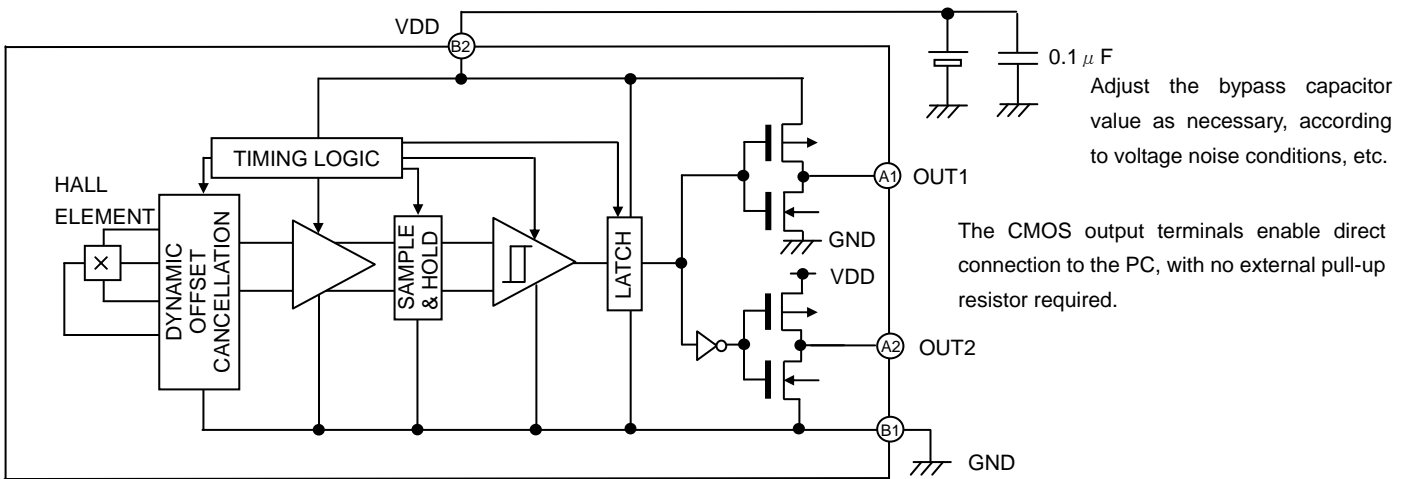 VDD
B2
0.1 μ F
Adjust the bypass capacitor
value as necessary, according
to voltage noise conditions, etc.
TIMING LOGIC
HALL
ELEMENT
×
DYNAMIC
OFFSET
CANCELLATION
SAMPLE
& HOLD
LATCH
A1
OUT1
GND
The CMOS output terminals enable direct
connection to the PC, with no external pull-up
resistor required.
VDD
A2
OUT2
B1
GND